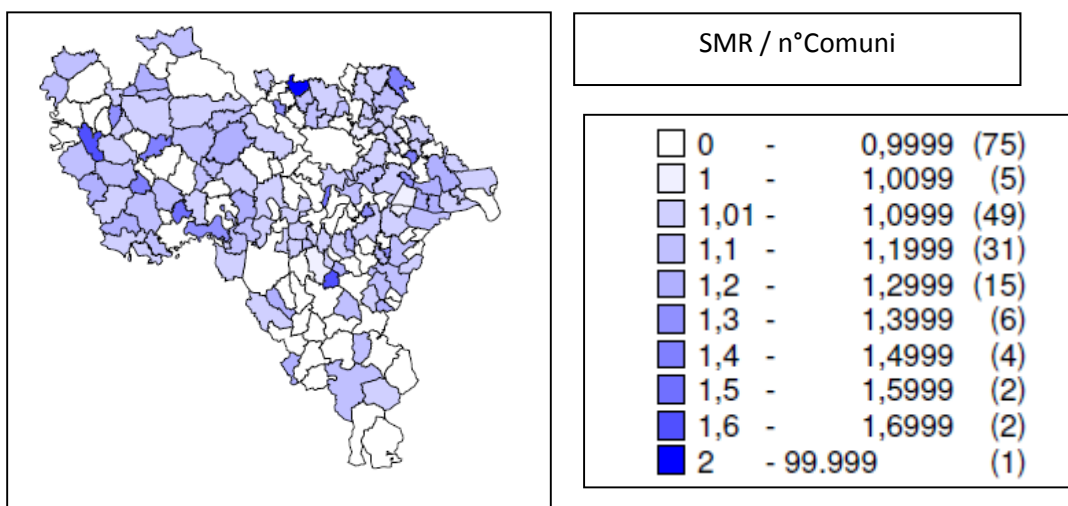 SMR / n°Comuni
0 - 0,9999 (75)
1 - 1,0099 (5)
1,01 - 1,0999 (49)
1,1 - 1,1999 (31)
1,2 - 1,2999 (15)
1,3 - 1,3999 (6)
1,4 - 1,4999 (4)
1,5 - 1,5999 (2)
1,6 - 1,6999 (2)
2 - 99.999 (1)